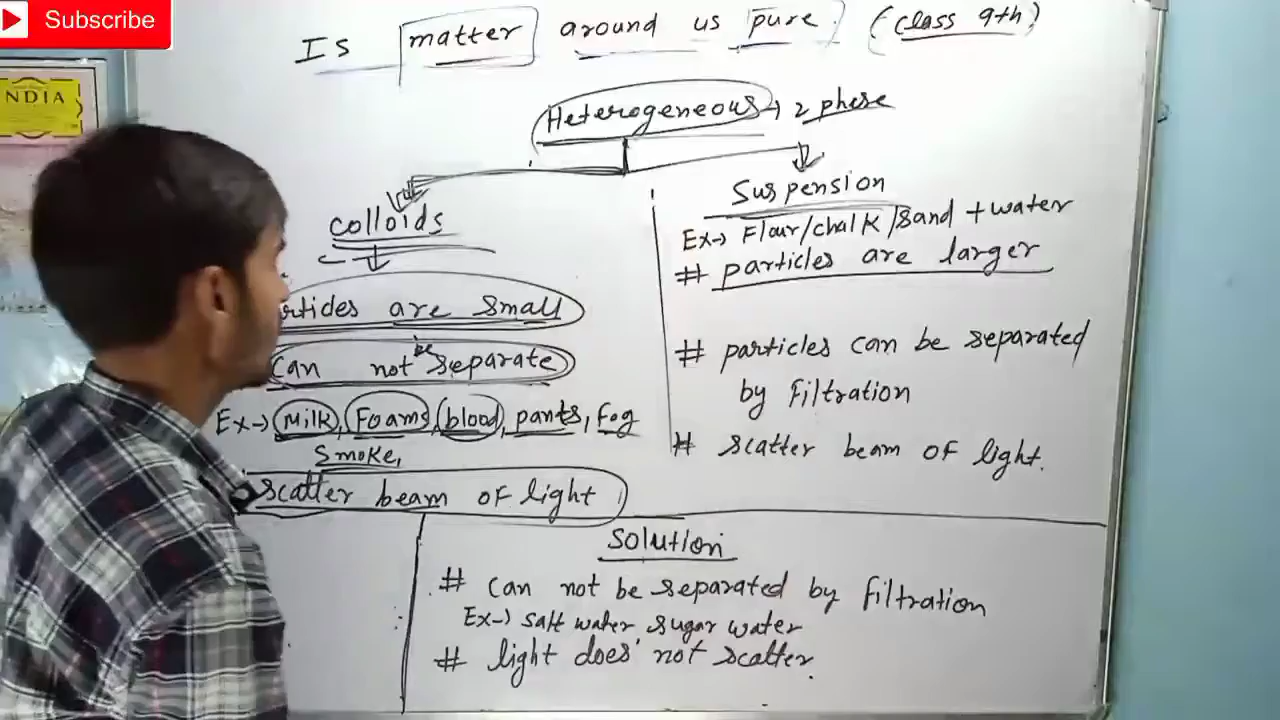 Subscribe
Is matter around us pure. (class 9th)
NDIA
Heterogeneous → 2 phese
colloids
Suspension
Ex→ Flour/chalk/sand + water
# particles are larger
rticles are small
can not be separate
Ex→ Milk, Foams, blood, pants, Fog
Smoke,
scatter beam of light
# particles can be separated
by filtration
# scatter beam of light.
Solution
# can not be separated by filtration
Ex→ salt water sugar water
# light does not scatter.